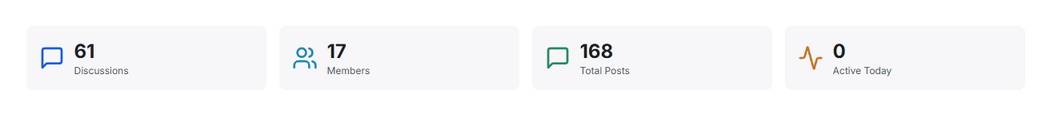 61
Discussions
17
Members
168
Total Posts
0
Active Today